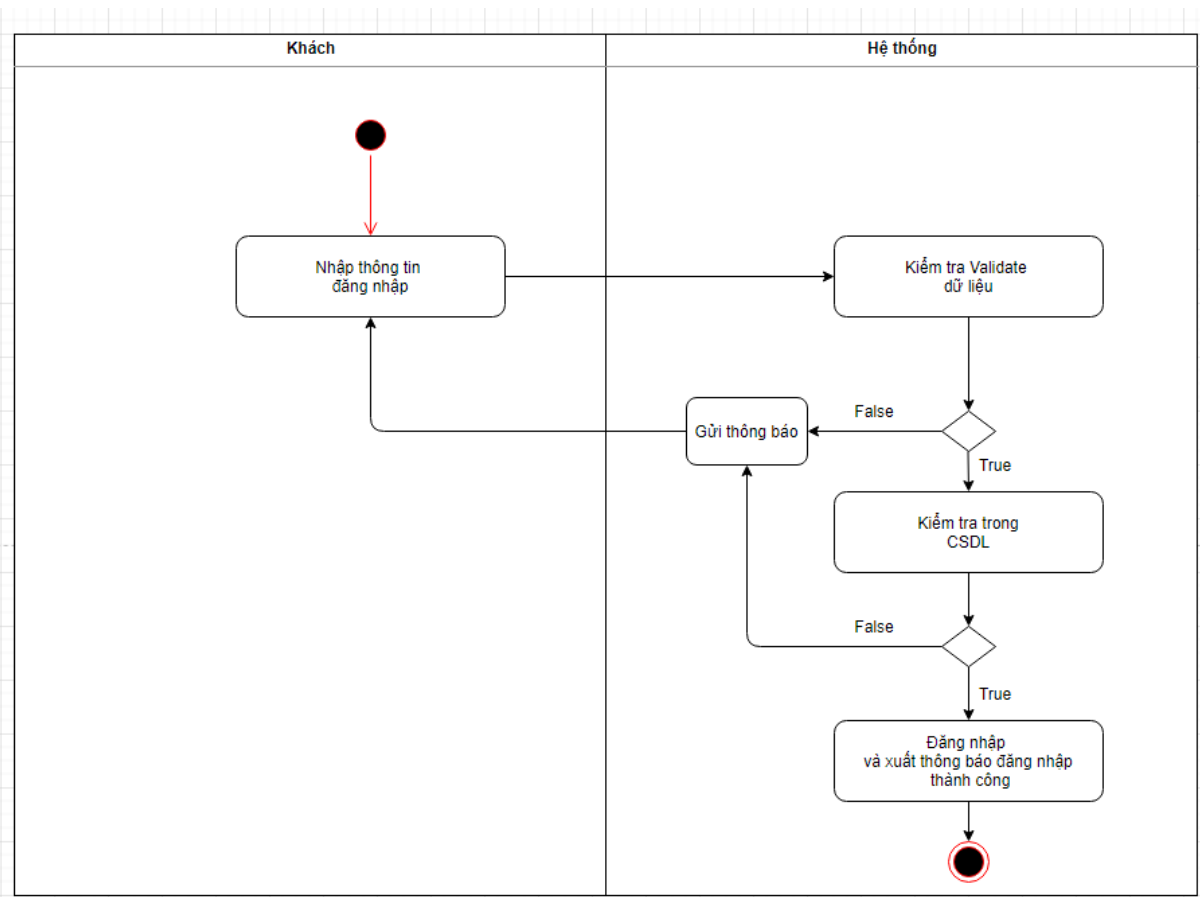 Khách
Hệ thống
Nhập thông tin
đăng nhập
Kiểm tra Validate
dữ liệu
False
Gửi thông báo
True
Kiểm tra trong
CSDL
False
True
Đăng nhập
và xuất thông báo đăng nhập
thành công